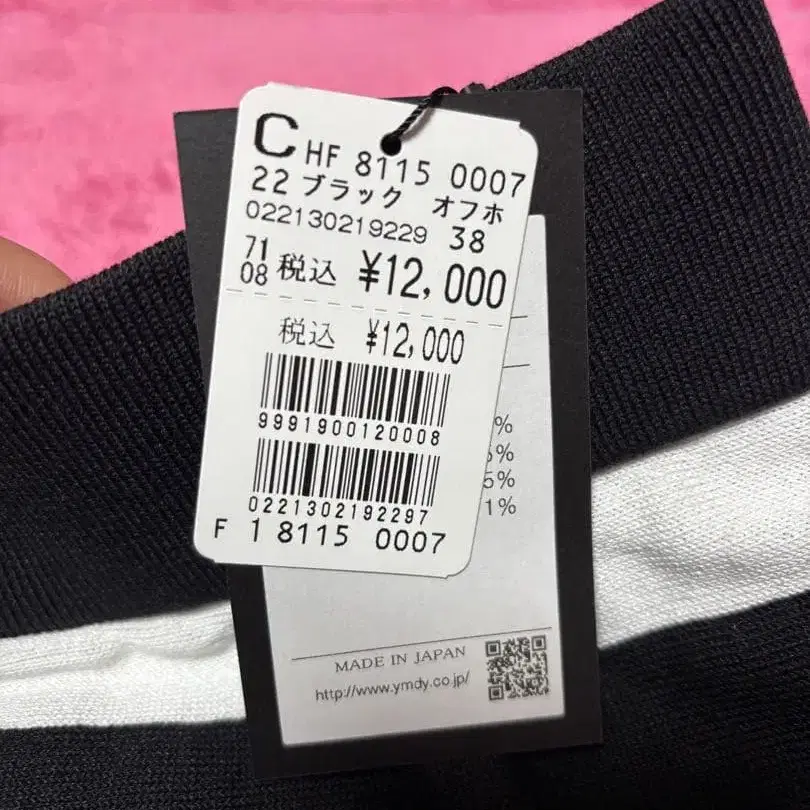 C HF 8115 0007
22 ブラック オフホ
022130219229 38
71
08 税込 ¥12,000
税込 ¥12,000
9991900120008
0221302192297
F 1 8115 0007
%
5%
5%
1%
MADE IN JAPAN
http://www.ymdy.co.jp/